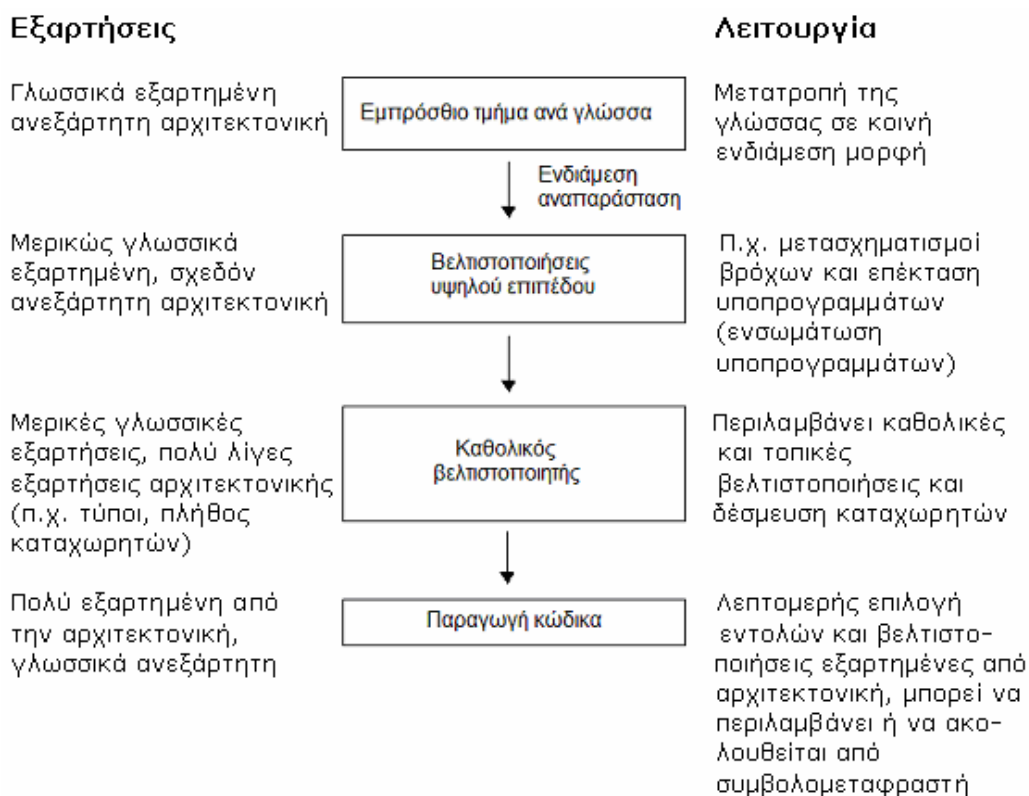 Εξαρτήσεις
Λειτουργία
Γλωσσικά εξαρτημένη
ανεξάρτητη αρχιτεκτονική
Εμπρόσθιο τμήμα ανά γλώσσα
Μετατροπή της
γλώσσας σε κοινή
ενδιάμεση μορφή
Ενδιάμεση
αναπαράσταση
Μερικώς γλωσσικά
εξαρτημένη, σχεδόν
ανεξάρτητη αρχιτεκτονική
Βελτιστοποιήσεις
υψηλού επιπέδου
Π.χ. μετασχηματισμοί
βρόχων και επέκταση
υποπρογραμμάτων
(ενσωμάτωση
υποπρογραμμάτων)
Μερικές γλωσσικές
εξαρτήσεις, πολύ λίγες
εξαρτήσεις αρχιτεκτονικής
(π.χ. τύποι, πλήθος
καταχωρητών)
Καθολικός
βελτιστοποιητής
Περιλαμβάνει καθολικές
και τοπικές
βελτιστοποιήσεις και
δέσμευση καταχωρητών
Πολύ εξαρτημένη από
την αρχιτεκτονική,
γλωσσικά ανεξάρτητη
Παραγωγή κώδικα
Λεπτομερής επιλογή
εντολών και βελτιστο-
ποιήσεις εξαρτημένες από
αρχιτεκτονική, μπορεί να
περιλαμβάνει ή να ακο-
λουθείται από
συμβολομεταφραστή